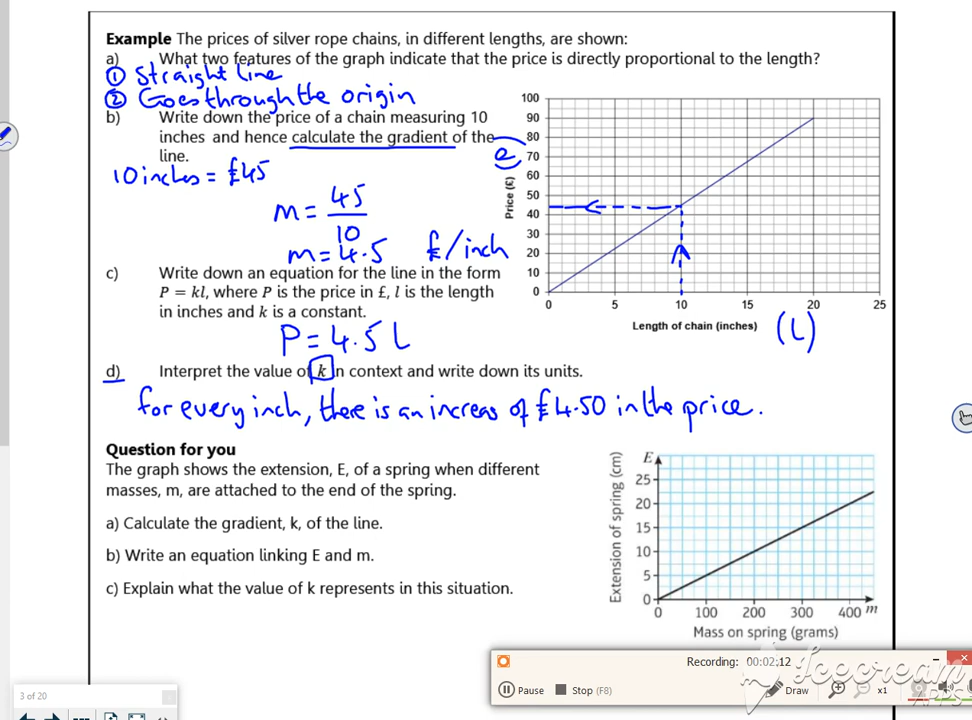 Example The prices of silver rope chains, in different lengths, are shown:
a) What two features of the graph indicate that the price is directly proportional to the length?
① Straight line
② Goes through the origin
b) Write down the price of a chain measuring 10
inches and hence calculate the gradient of the
line.
10 inches = £45
m = 45
10
m = 4.5 £/inch
100
90
80
70
60
50
40
30
20
10
0
Price (£)
0 5 10 15 20 25
Length of chain (inches) (L)
c) Write down an equation for the line in the form
P = kl, where P is the price in £, l is the length
in inches and k is a constant.
P = 4.5 L
d) Interpret the value of k in context and write down its units.
for every inch, there is an increas of £4.50 in the price.
Question for you
The graph shows the extension, E, of a spring when different
masses, m, are attached to the end of the spring.
a) Calculate the gradient, k, of the line.
b) Write an equation linking E and m.
c) Explain what the value of k represents in this situation.
Extension of spring (cm)
E
25
20
15
10
5
0
0 100 200 300 400 m
Mass on spring (grams)
Recording: 00:02:12
Pause Stop (F8) Draw x1
Icecream
APPS
3 of 20